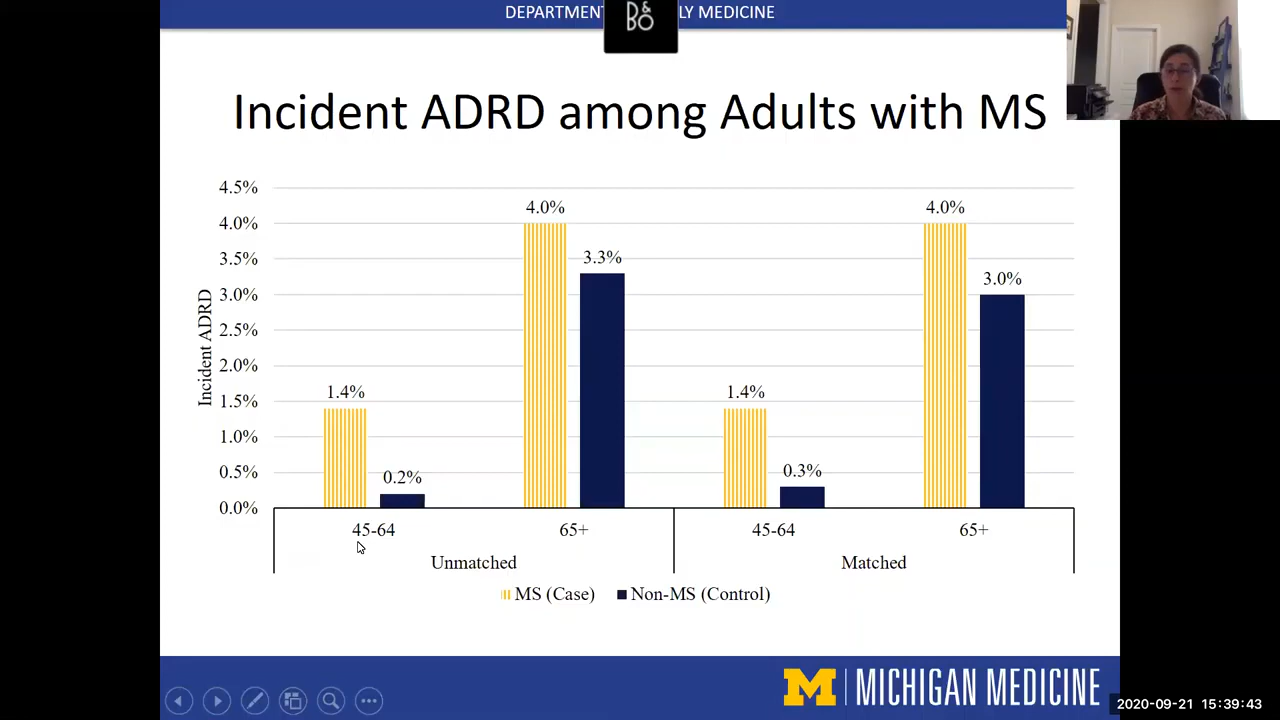 DEPARTMENT LY MEDICINE
D&
BO
Incident ADRD among Adults with MS
Incident ADRD
4.5%
4.0%
3.5%
3.0%
2.5%
2.0%
1.5%
1.0%
0.5%
0.0%
1.4%
0.2%
4.0%
3.3%
1.4%
0.3%
4.0%
3.0%
45-64
65+
45-64
65+
Unmatched
Matched
MS (Case)
Non-MS (Control)
M MICHIGAN MEDICINE
2020-09-21 15:39:43